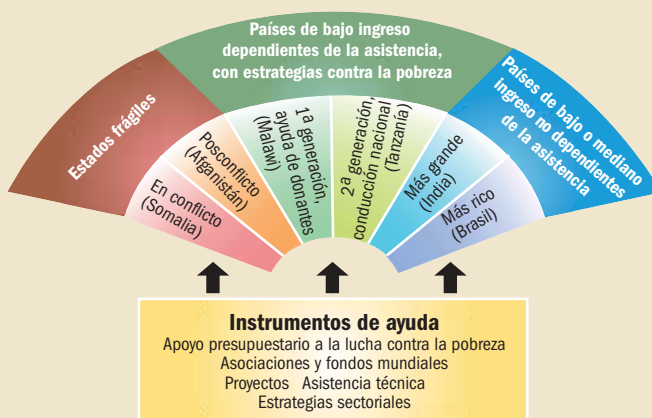 Estados frágiles
Países de bajo ingreso
dependientes de la asistencia,
con estrategias contra la pobreza
Países de bajo o mediano
ingreso no dependientes
de la asistencia
En conflicto
(Somalia)
Posconflicto
(Afganistán)
1ª generación,
ayuda de donantes
(Malawi)
2ª generación,
conducción nacional
(Tanzanía)
Más grande
(India)
Más rico
(Brasil)
Instrumentos de ayuda
Apoyo presupuestario a la lucha contra la pobreza
Asociaciones y fondos mundiales
Proyectos Asistencia técnica
Estrategias sectoriales